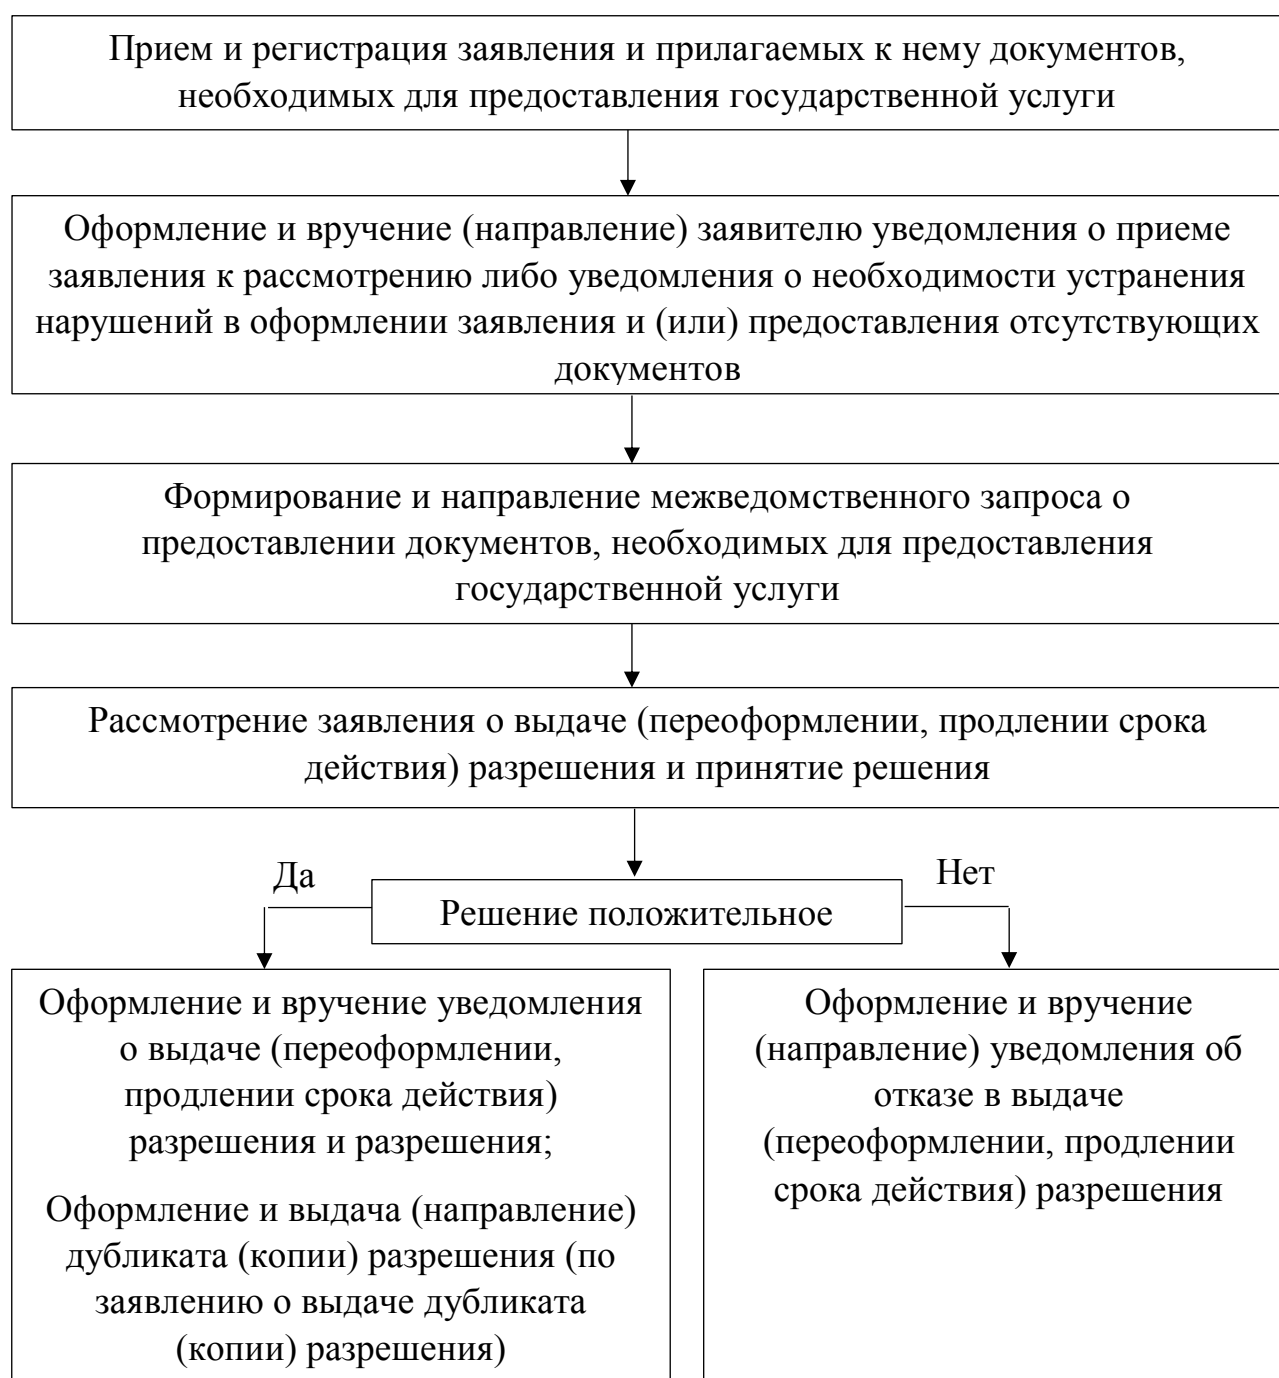 Прием и регистрация заявления и прилагаемых к нему документов,
необходимых для предоставления государственной услуги
Оформление и вручение (направление) заявителю уведомления о приеме
заявления к рассмотрению либо уведомления о необходимости устранения
нарушений в оформлении заявления и (или) предоставления отсутствующих
документов
Формирование и направление межведомственного запроса о
предоставлении документов, необходимых для предоставления
государственной услуги
Рассмотрение заявления о выдаче (переоформлении, продлении срока
действия) разрешения и принятие решения
Да
Нет
Решение положительное
Оформление и вручение уведомления
о выдаче (переоформлении,
продлении срока действия)
разрешения и разрешения;
Оформление и выдача (направление)
дубликата (копии) разрешения (по
заявлению о выдаче дубликата
(копии) разрешения)
Оформление и вручение
(направление) уведомления об
отказе в выдаче
(переоформлении, продлении
срока действия) разрешения